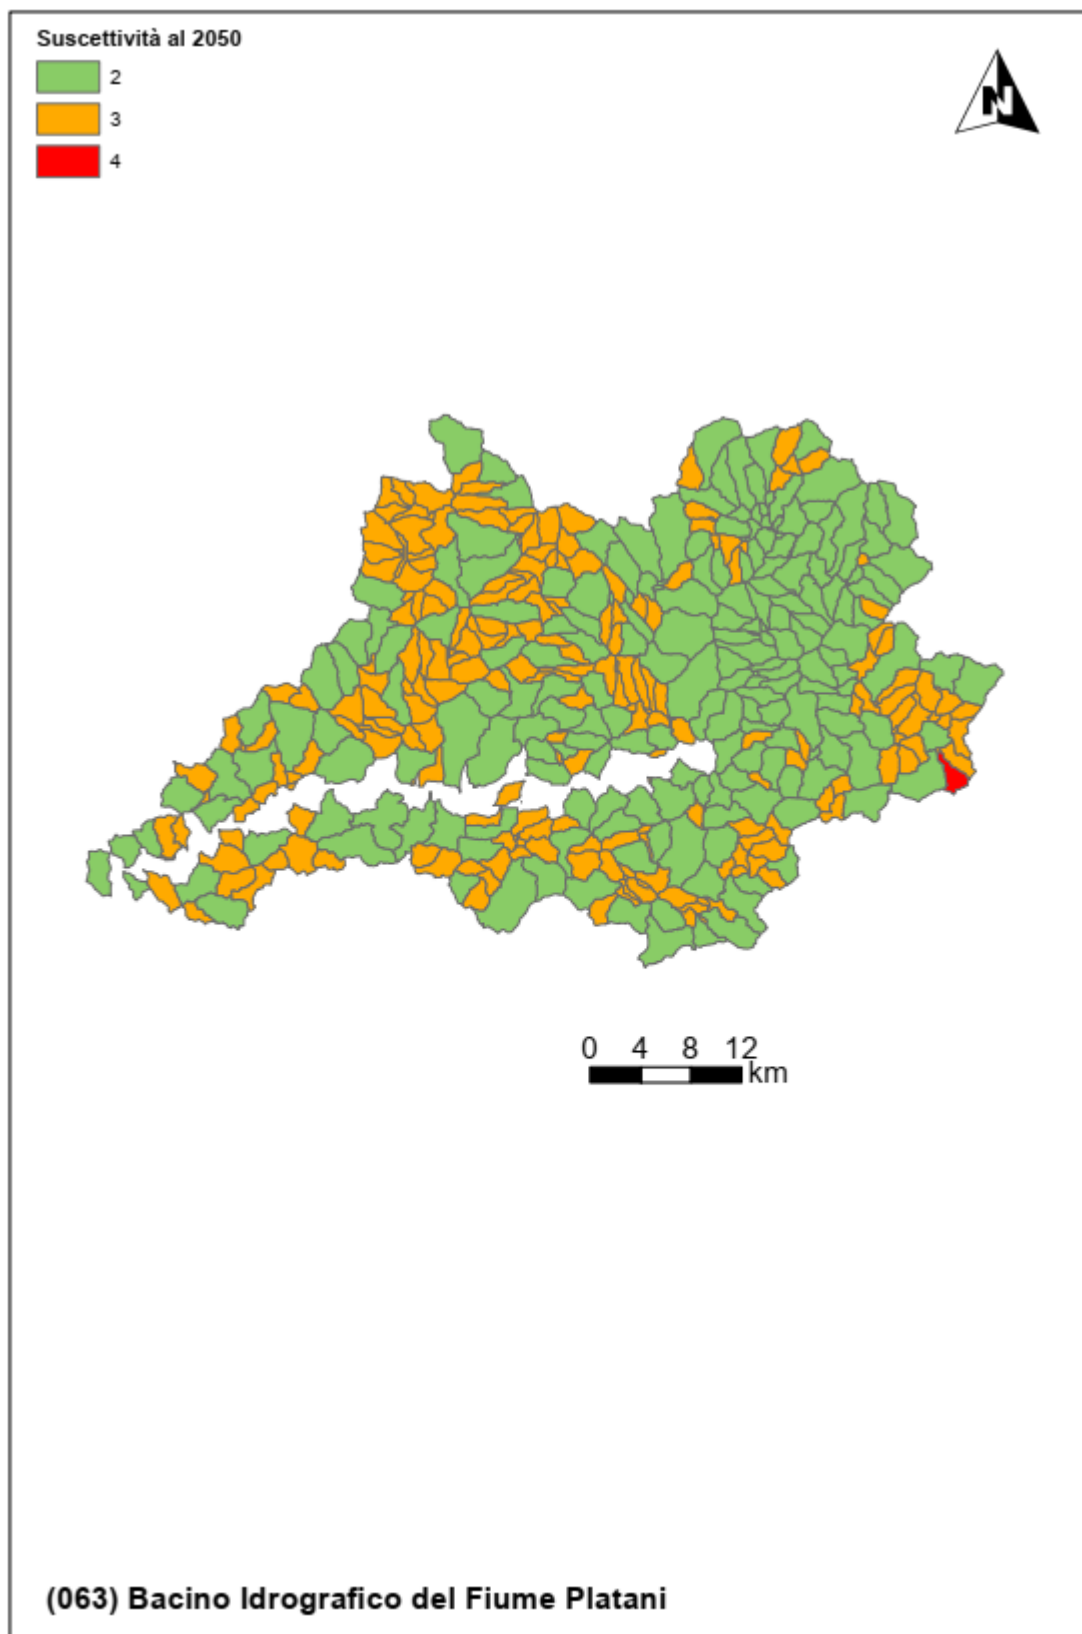 Suscettività al 2050
2
3
4
N
0 4 8 12
km
(063) Bacino Idrografico del Fiume Platani